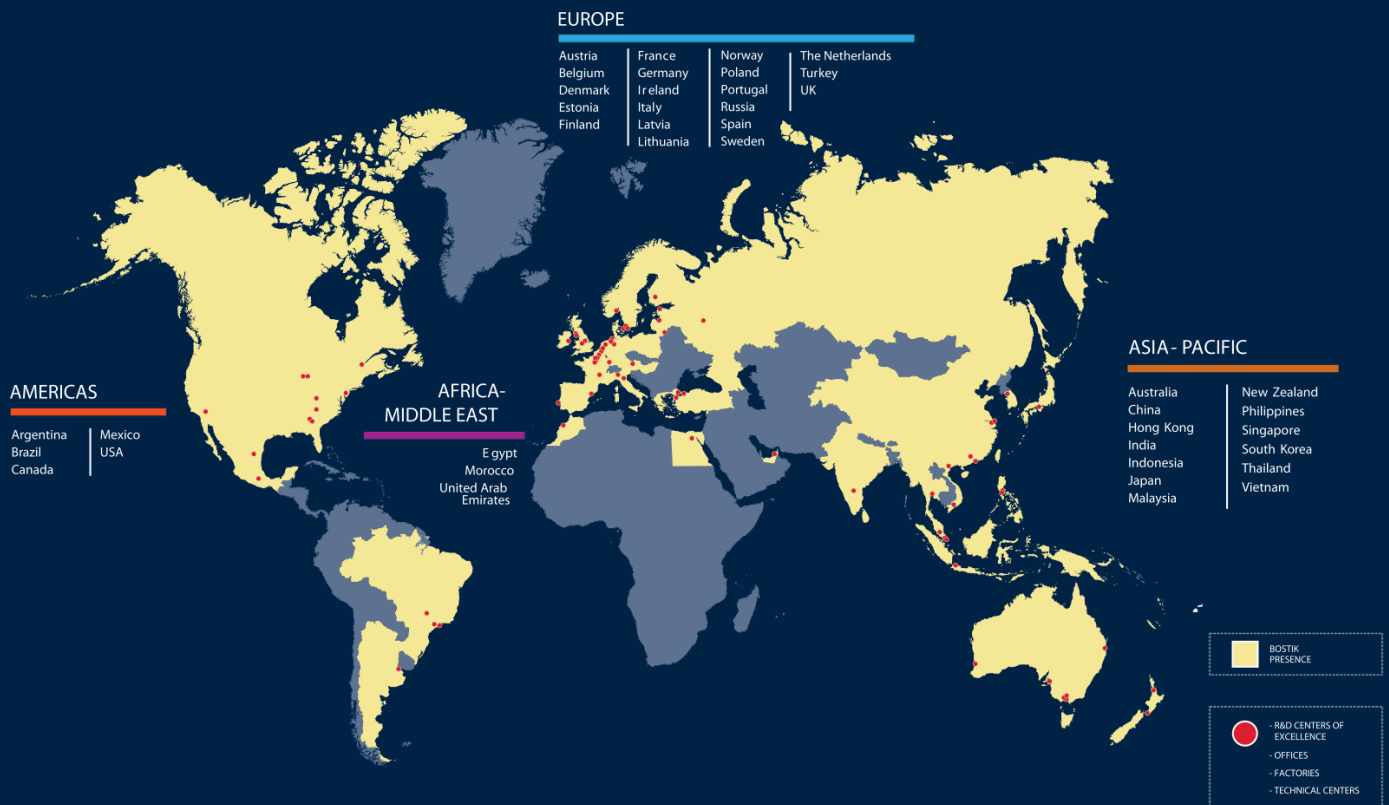 EUROPE
Austria
Belgium
Denmark
Estonia
Finland
France
Germany
Ireland
Italy
Latvia
Lithuania
Norway
Poland
Portugal
Russia
Spain
Sweden
The Netherlands
Turkey
UK
AMERICAS
Argentina
Brazil
Canada
Mexico
USA
AFRICA-
MIDDLE EAST
Egypt
Morocco
United Arab
Emirates
ASIA - PACIFIC
Australia
China
Hong Kong
India
Indonesia
Japan
Malaysia
New Zealand
Philippines
Singapore
South Korea
Thailand
Vietnam
BOSTIK
PRESENCE
- R&D CENTERS OF
EXCELLENCE
- OFFICES
- FACTORIES
- TECHNICAL CENTERS